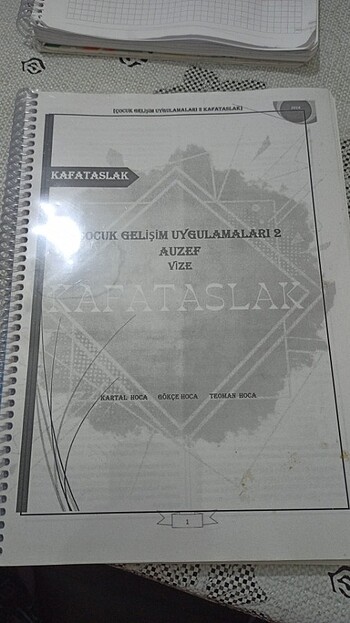 [ÇOCUK GELİŞİM UYGULAMALARI 2 KAFATASLAK]
KAFATASLAK
ÇOCUK GELİŞİM UYGULAMALARI 2
AUZEF
VİZE
KAFATASLAK
KARTAL HOCA GÖKÇE HOCA TEOMAN HOCA
1